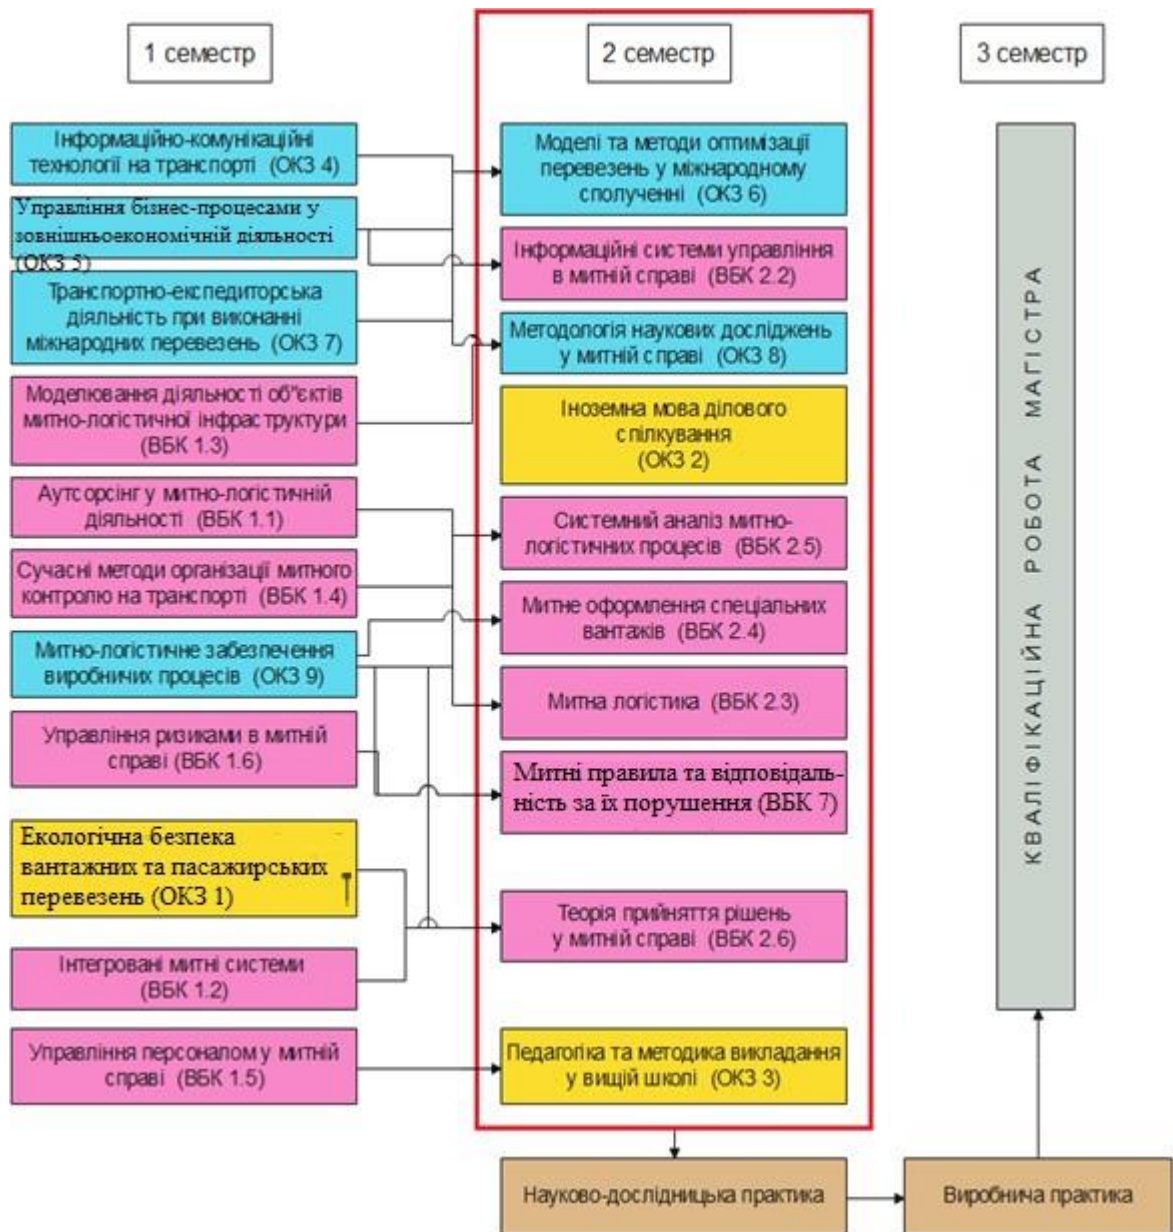 1 семестр
2 семестр
3 семестр
Інформаційно-комунікаційні
технології на транспорті (ОКЗ 4)
Управління бізнес-процесами у
зовнішньоекономічній діяльності
(ОКЗ 5)
Транспортно-експедиторська
діяльність при виконанні
міжнародних перевезень (ОКЗ 7)
Моделювання діяльності об"єктів
митно-логістичної інфраструктури
(ВБК 1.3)
Аутсорсінг у митно-логістичній
діяльності (ВБК 1.1)
Сучасні методи організації митного
контролю на транспорті (ВБК 1.4)
Митно-логістичне забезпечення
виробничих процесів (ОКЗ 9)
Управління ризиками в митній
справі (ВБК 1.6)
Екологічна безпека
вантажних та пасажирських
перевезень (ОКЗ 1)
Інтегровані митні системи
(ВБК 1.2)
Управління персоналом у митній
справі (ВБК 1.5)
Моделі та методи оптимізації
перевезень у міжнародному
сполученні (ОКЗ 6)
Інформаційні системи управління
в митній справі (ВБК 2.2)
Методологія наукових досліджень
у митній справі (ОКЗ 8)
Іноземна мова ділового
спілкування
(ОКЗ 2)
Системний аналіз митно-
логістичних процесів (ВБК 2.5)
Митне оформлення спеціальних
вантажів (ВБК 2.4)
Митна логістика (ВБК 2.3)
Митні правила та відповідаль-
ність за їх порушення (ВБК 7)
Теорія прийняття рішень
у митній справі (ВБК 2.6)
Педагогіка та методика викладання
у вищій школі (ОКЗ 3)
Науково-дослідницька практика
Виробнича практика
КВАЛІФІКАЦІЙНА РОБОТА МАГІСТРА